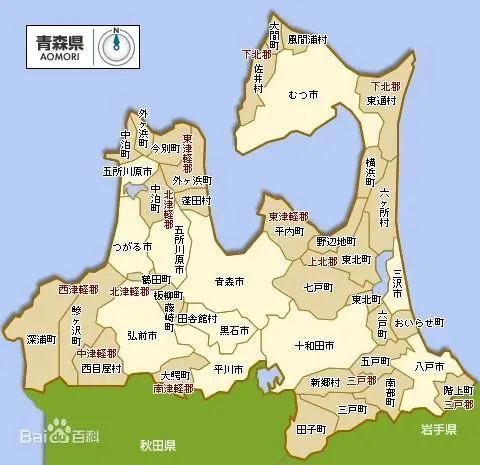 青森県
AOMORI
大間町
風間浦村
下北郡
佐井村
むつ市
下北郡
東通村
外ヶ浜町
中泊町
今別町
東津軽郡
五所川原市
外ヶ浜町
中泊町
北津軽郡
蓬田村
横浜町
六ヶ所村
東津軽郡
平内町
五所川原市
野辺地町
つがる市
上北郡
東北町
三沢市
鶴田町
青森市
七戸町
西津軽郡
北津軽郡
板柳町
東北町
鰺ヶ沢町
藤崎町
田舎館村
六戸町
おいらせ町
深浦町
弘前市
黒石市
十和田市
中津軽郡
五戸町
八戸市
西目屋村
大鰐町
平川市
新郷村
三戸郡
南部町
階上町
南津軽郡
三戸郡
三戸町
田子町
岩手県
秋田県
Bai百科